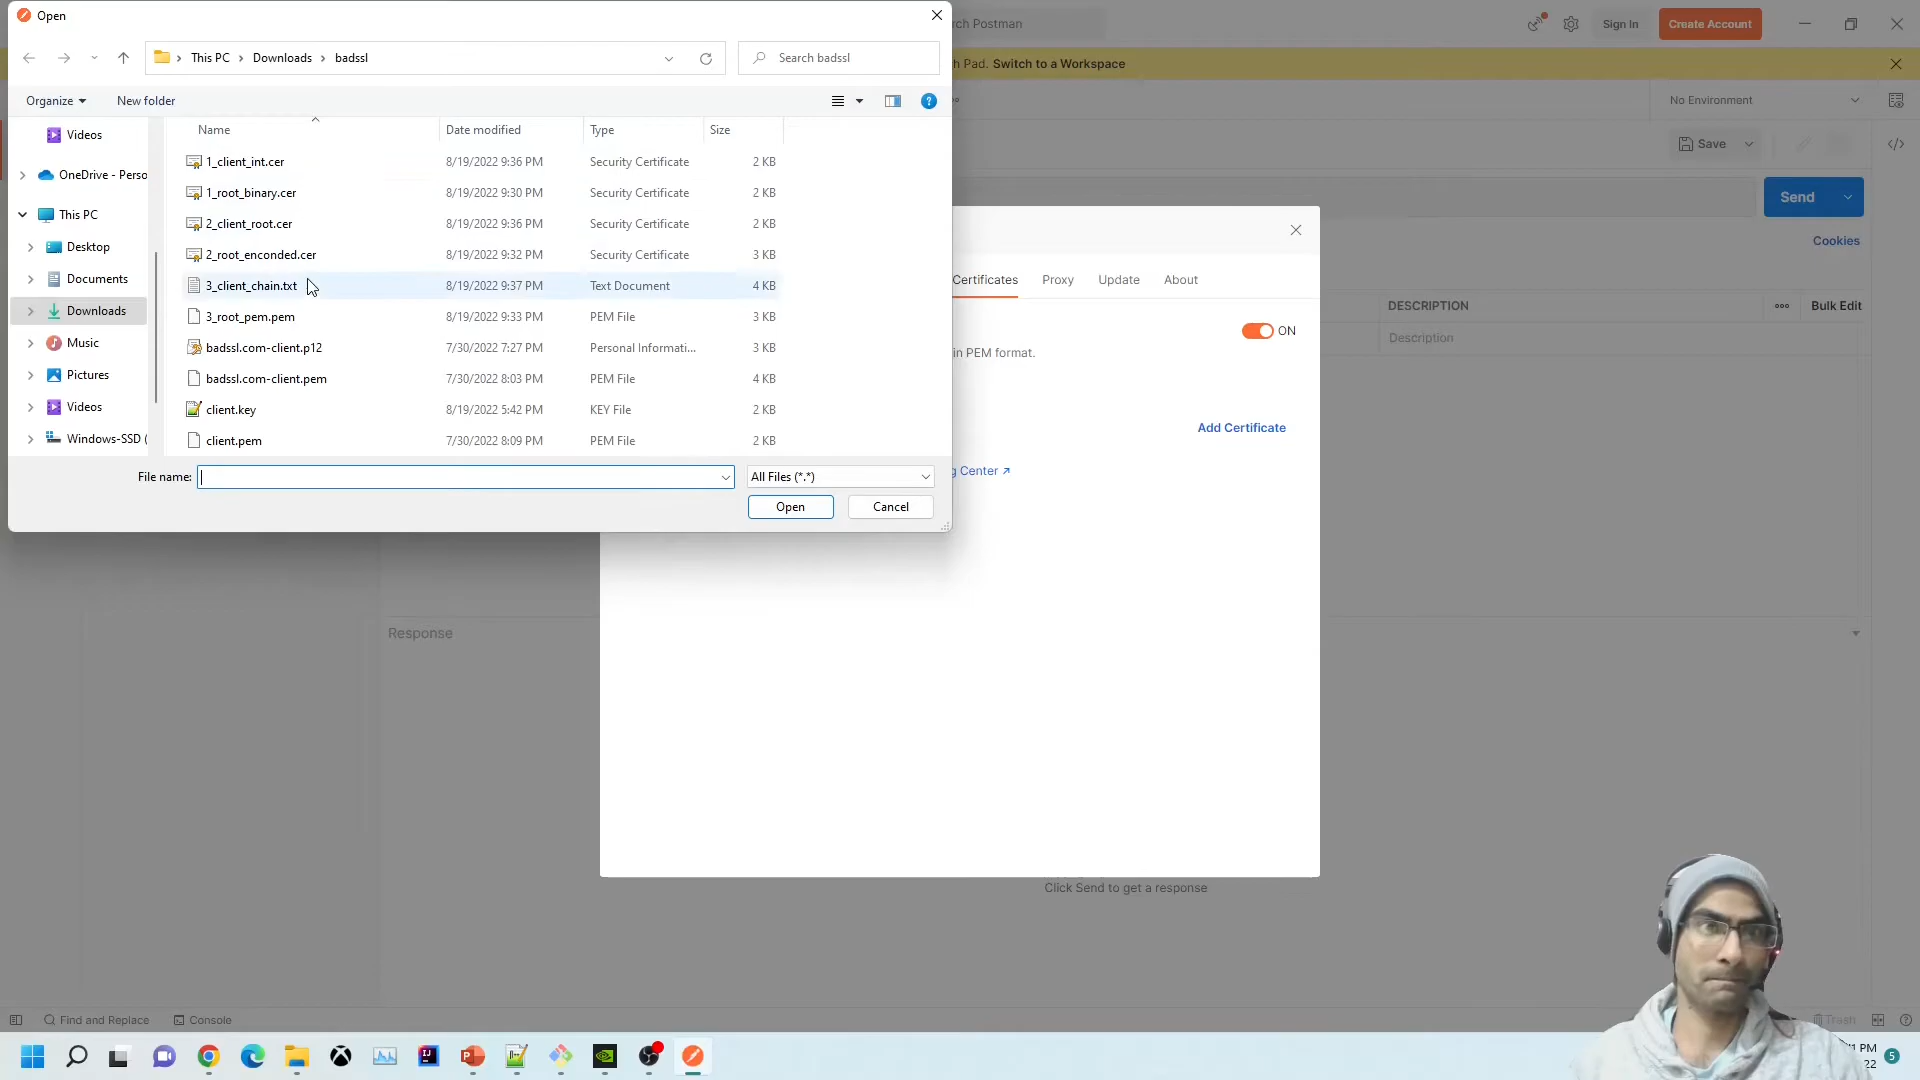 Open
This PC > Downloads > badssl
Search badssl
Organize
New folder
Name
Date modified
Type
Size
Videos
OneDrive - Perso
This PC
Desktop
Documents
Downloads
Music
Pictures
Videos
Windows-SSD (
1_client_int.cer 8/19/2022 9:36 PM Security Certificate 2 KB
1_root_binary.cer 8/19/2022 9:30 PM Security Certificate 2 KB
2_client_root.cer 8/19/2022 9:36 PM Security Certificate 2 KB
2_root_enconded.cer 8/19/2022 9:32 PM Security Certificate 3 KB
3_client_chain.txt 8/19/2022 9:37 PM Text Document 4 KB
3_root_pem.pem 8/19/2022 9:33 PM PEM File 3 KB
badssl.com-client.p12 7/30/2022 7:27 PM Personal Informati... 3 KB
badssl.com-client.pem 7/30/2022 8:03 PM PEM File 4 KB
client.key 8/19/2022 5:42 PM KEY File 2 KB
client.pem 7/30/2022 8:09 PM PEM File 2 KB
File name:
All Files (*.*)
Open
Cancel
rch Postman
Sign In
Create Account
h Pad. Switch to a Workspace
No Environment
Save
Send
Cookies
Certificates Proxy Update About
DESCRIPTION
Bulk Edit
ON
Description
in PEM format.
Add Certificate
g Center ↗
Response
Click Send to get a response
Find and Replace
Console
Trash
PM
22
5